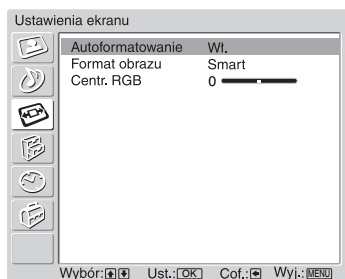 Ustawienia ekranu
Autoformatowanie Wł.
Format obrazu Smart
Centr. RGB 0
Wybór: Ust.: OK Cof.: Wyj.: MENU